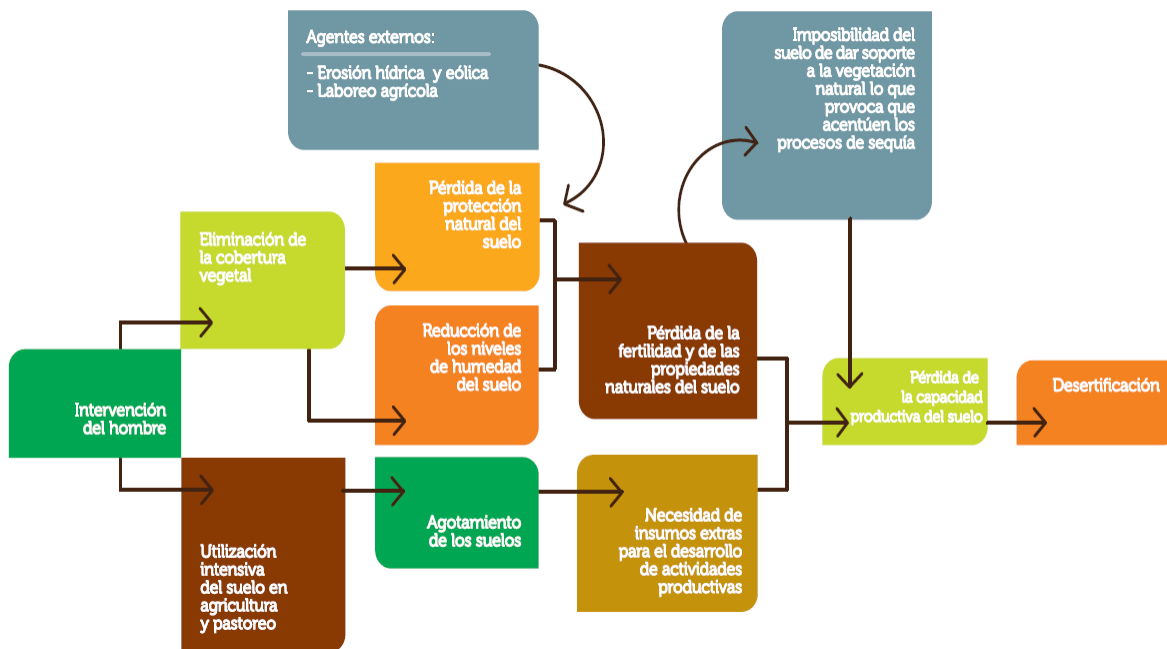 Agentes externos:
- Erosión hídrica y eólica
- Laboreo agrícola
Imposibilidad del
suelo de dar soporte
a la vegetación
natural lo que
provoca que
acentúen los
procesos de sequía
Pérdida de la
protección
natural del
suelo
Eliminación de
la cobertura
vegetal
Reducción de
los niveles
de humedad
del suelo
Pérdida de la
fertilidad y de las
propiedades
naturales del suelo
Intervención
del hombre
Pérdida de
la capacidad
productiva del suelo
Desertificación
Utilización
intensiva
del suelo en
agricultura
y pastoreo
Agotamiento
de los suelos
Necesidad de
insumos extras
para el desarrollo
de actividades
productivas